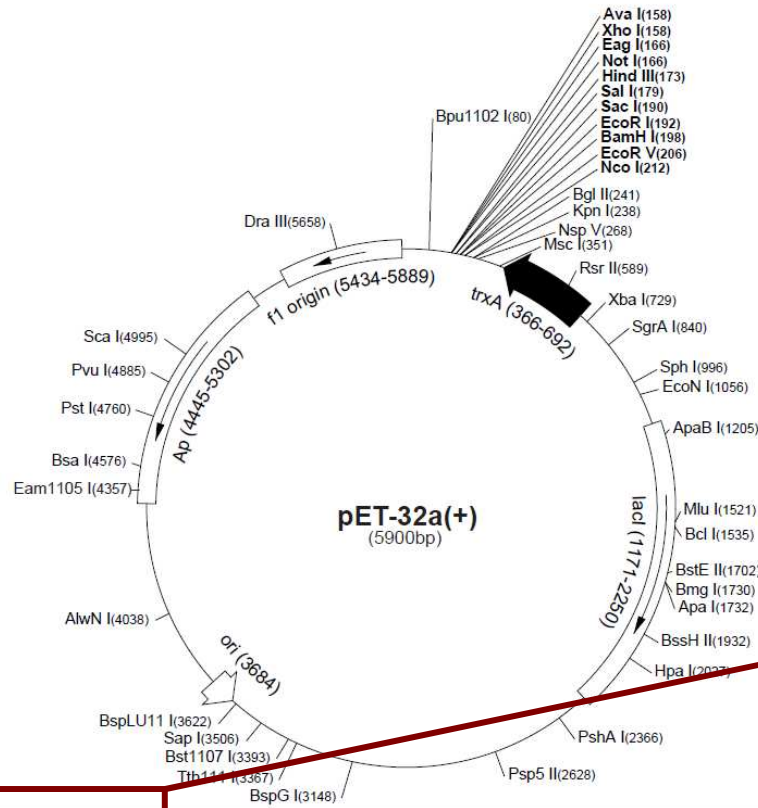 Ava I(158)
Xho I(158)
Eag I(166)
Not I(166)
Hind III(173)
Sal I(179)
Sac I(190)
EcoR I(192)
BamH I(198)
EcoR V(206)
Nco I(212)
Bpu1102 I(80)
Bgl II(241)
Kpn I(238)
Nsp V(268)
Msc I(351)
Rsr II(589)
Xba I(729)
SgrA I(840)
Sph I(996)
EcoN I(1056)
ApaB I(1205)
Mlu I(1521)
Bcl I(1535)
BstE II(1702)
Bmg I(1730)
Apa I(1732)
BssH II(1932)
Hpa I
PshA I(2366)
Psp5 II(2628)
BspG I(3148)
Tth111 I(3367)
Bst1107 I(3393)
Sap I(3506)
BspLU11 I(3622)
AlwN I(4038)
Eam1105 I(4357)
Bsa I(4576)
Pst I(4760)
Pvu I(4885)
Sca I(4995)
Dra III(5658)
f1 origin (5434-5889)
trxA (366-692)
lacI (1171-2250)
ori (3684)
Ap (4445-5302)
pET-32a(+)
(5900bp)